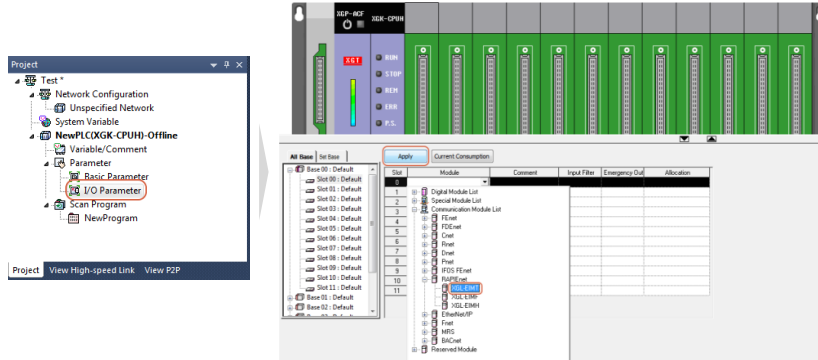 Project
Test *
Network Configuration
Unspecified Network
System Variable
NewPLC(XGK-CPUH)-Offline
Variable/Comment
Parameter
Basic Parameter
I/O Parameter
Scan Program
NewProgram
Project View High-speed Link View P2P
XGP-ACF
XGK-CPUH
XGT
RUN
STOP
REM
ERR
P.S.
All Base Set Base
Apply Current Consumption
Base 00 : Default
Slot 00 : Default
Slot 01 : Default
Slot 02 : Default
Slot 03 : Default
Slot 04 : Default
Slot 05 : Default
Slot 06 : Default
Slot 07 : Default
Slot 08 : Default
Slot 09 : Default
Slot 10 : Default
Slot 11 : Default
Base 01 : Default
Base 02 : Default
Slot Module Comment Input Filter Emergency Out Allocation
0
1
2
3
4
5
6
7
8
9
10
11
Digital Module List
Special Module List
Communication Module List
FEnet
FDEnet
Cnet
Rnet
Dnet
Pnet
IFOS FEnet
RAPIEnet
XGL-EIMT
XGL-EIMF
XGL-EIMH
EtherNet/IP
Fnet
MRS
BACnet
Reserved Module